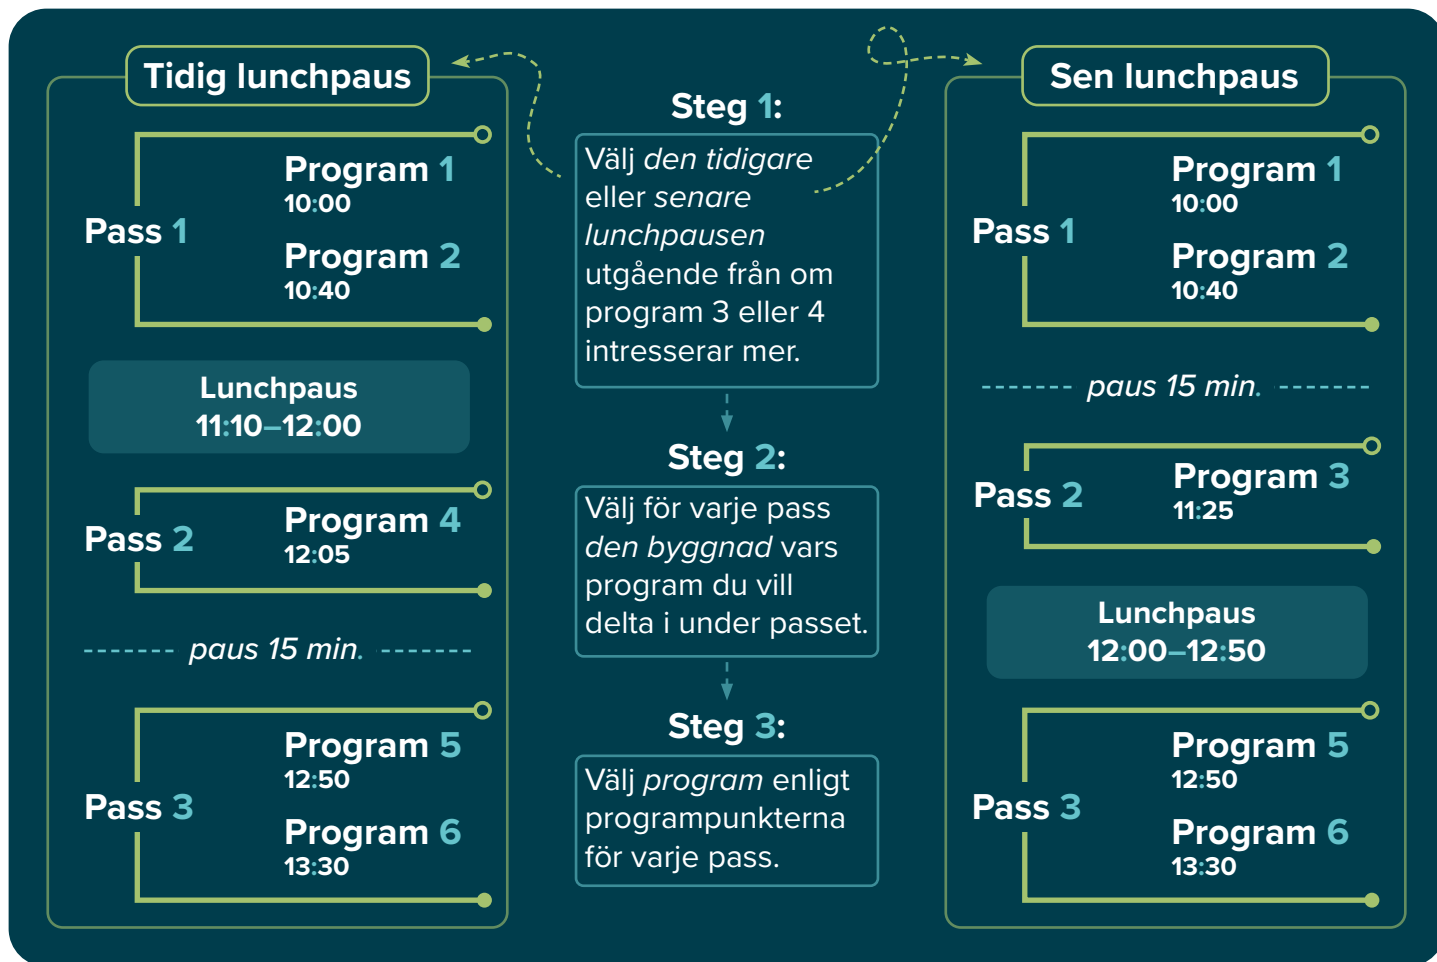 Tidig lunchpaus
Pass 1
Program 1
10:00
Program 2
10:40
Lunchpaus
11:10–12:00
Pass 2
Program 4
12:05
paus 15 min.
Pass 3
Program 5
12:50
Program 6
13:30
Steg 1:
Välj den tidigare
eller senare
lunchpausen
utgående från om
program 3 eller 4
intresserar mer.
Steg 2:
Välj för varje pass
den byggnad vars
program du vill
delta i under passet.
Steg 3:
Välj program enligt
programpunkterna
för varje pass.
Sen lunchpaus
Pass 1
Program 1
10:00
Program 2
10:40
paus 15 min.
Pass 2
Program 3
11:25
Lunchpaus
12:00–12:50
Pass 3
Program 5
12:50
Program 6
13:30